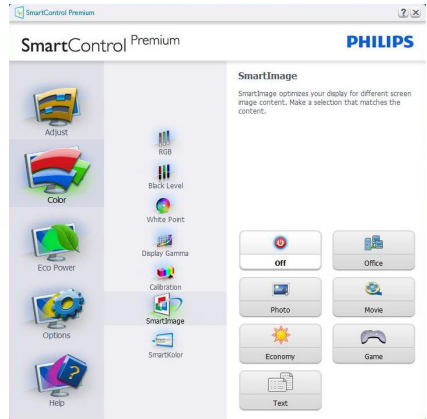 SmartControl Premium
SmartControl Premium
PHILIPS
Adjust
Color
Eco Power
Options
Help
RGB
Black Level
White Point
Display Gamma
Calibration
SmartImage
SmartKolor
SmartImage
SmartImage optimizes your display for different screen
image content. Make a selection that matches the
content.
Off
Office
Photo
Movie
Economy
Game
Text